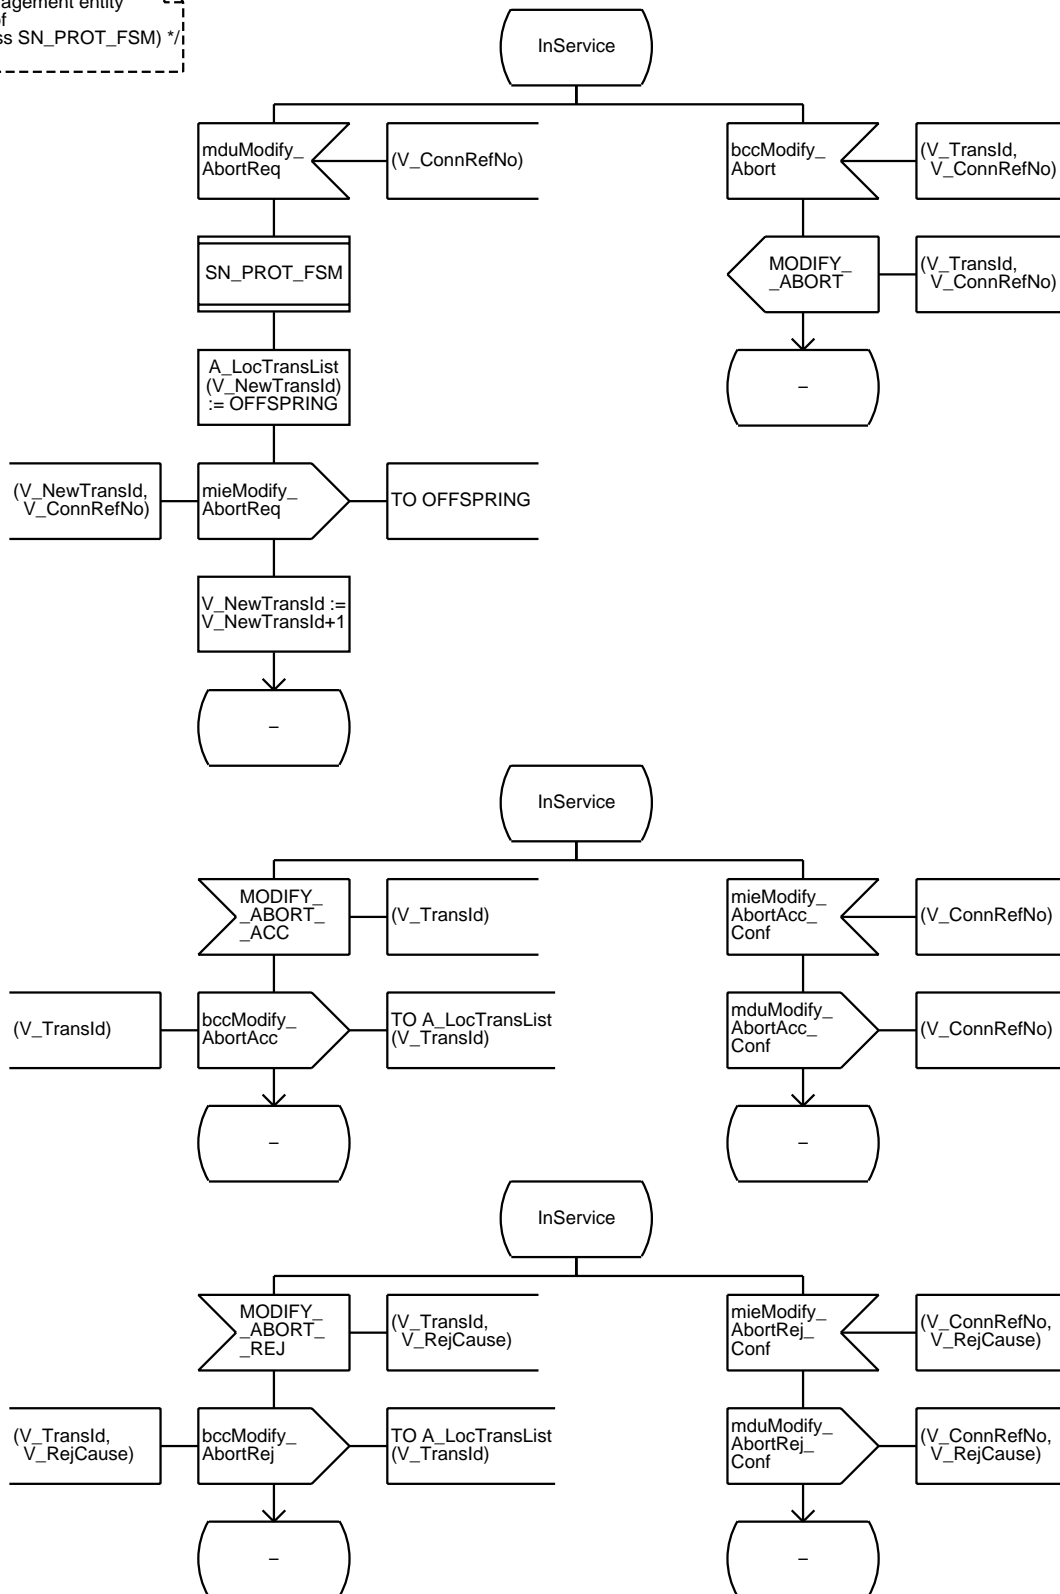 of
SN_PROT_FSM) */
InService
mduModify_
AbortReq
(V_ConnRefNo)
bccModify_
Abort
(V_TransId,
V_ConnRefNo)
SN_PROT_FSM
MODIFY_
_ABORT
(V_TransId,
V_ConnRefNo)
A_LocTransList
(V_NewTransId)
:= OFFSPRING
–
(V_NewTransId,
V_ConnRefNo)
mieModify_
AbortReq
TO OFFSPRING
V_NewTransId :=
V_NewTransId+1
–
InService
MODIFY_
_ABORT_
_ACC
(V_TransId)
mieModify_
AbortAcc_
Conf
(V_ConnRefNo)
(V_TransId)
bccModify_
AbortAcc
TO A_LocTransList
(V_TransId)
mduModify_
AbortAcc_
Conf
(V_ConnRefNo)
–
–
InService
MODIFY_
_ABORT_
_REJ
(V_TransId,
V_RejCause)
mieModify_
AbortRej_
Conf
(V_ConnRefNo,
V_RejCause)
(V_TransId,
V_RejCause)
bccModify_
AbortRej
TO A_LocTransList
(V_TransId)
mduModify_
AbortRej_
Conf
(V_ConnRefNo,
V_RejCause)
–
–